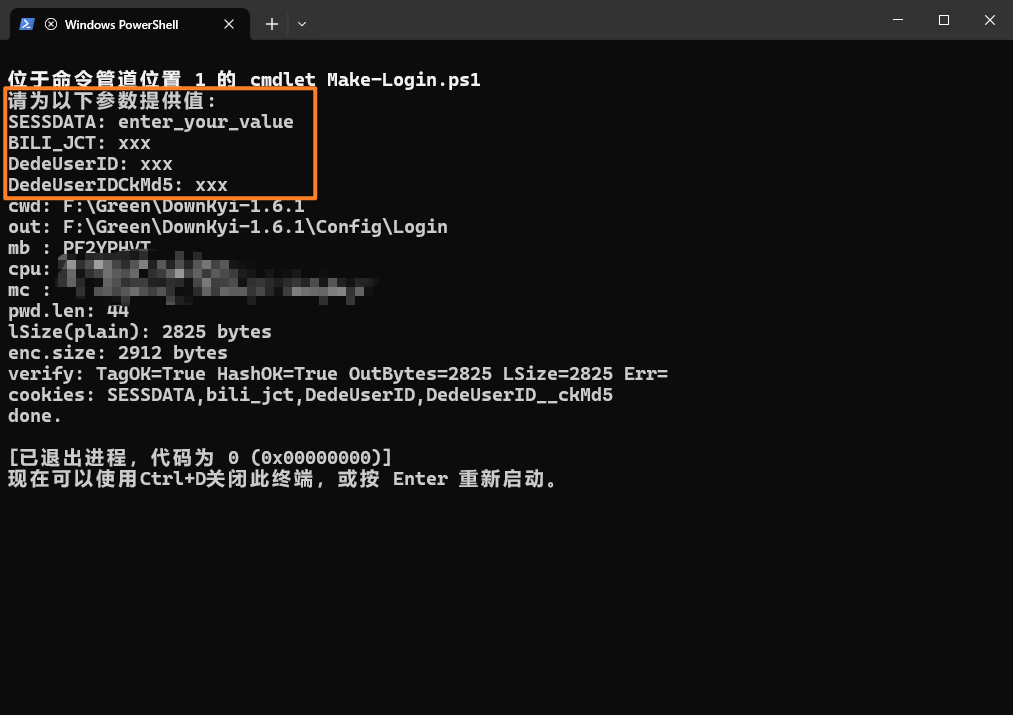 Windows PowerShell
位于命令管道位置 1 的 cmdlet Make-Login.ps1
请为以下参数提供值:
SESSDATA: enter_your_value
BILI_JCT: xxx
DedeUserID: xxx
DedeUserIDCkMd5: xxx
cwd: F:\Green\DownKyi-1.6.1
out: F:\Green\DownKyi-1.6.1\Config\Login
mb : PF2YPHVT
cpu:
mc :
pwd.len: 44
lSize(plain): 2825 bytes
enc.size: 2912 bytes
verify: TagOK=True HashOK=True OutBytes=2825 LSize=2825 Err=
cookies: SESSDATA,bili_jct,DedeUserID,DedeUserID__ckMd5
done.
[已退出进程，代码为 0 (0x00000000)]
现在可以使用Ctrl+D关闭此终端，或按 Enter 重新启动。